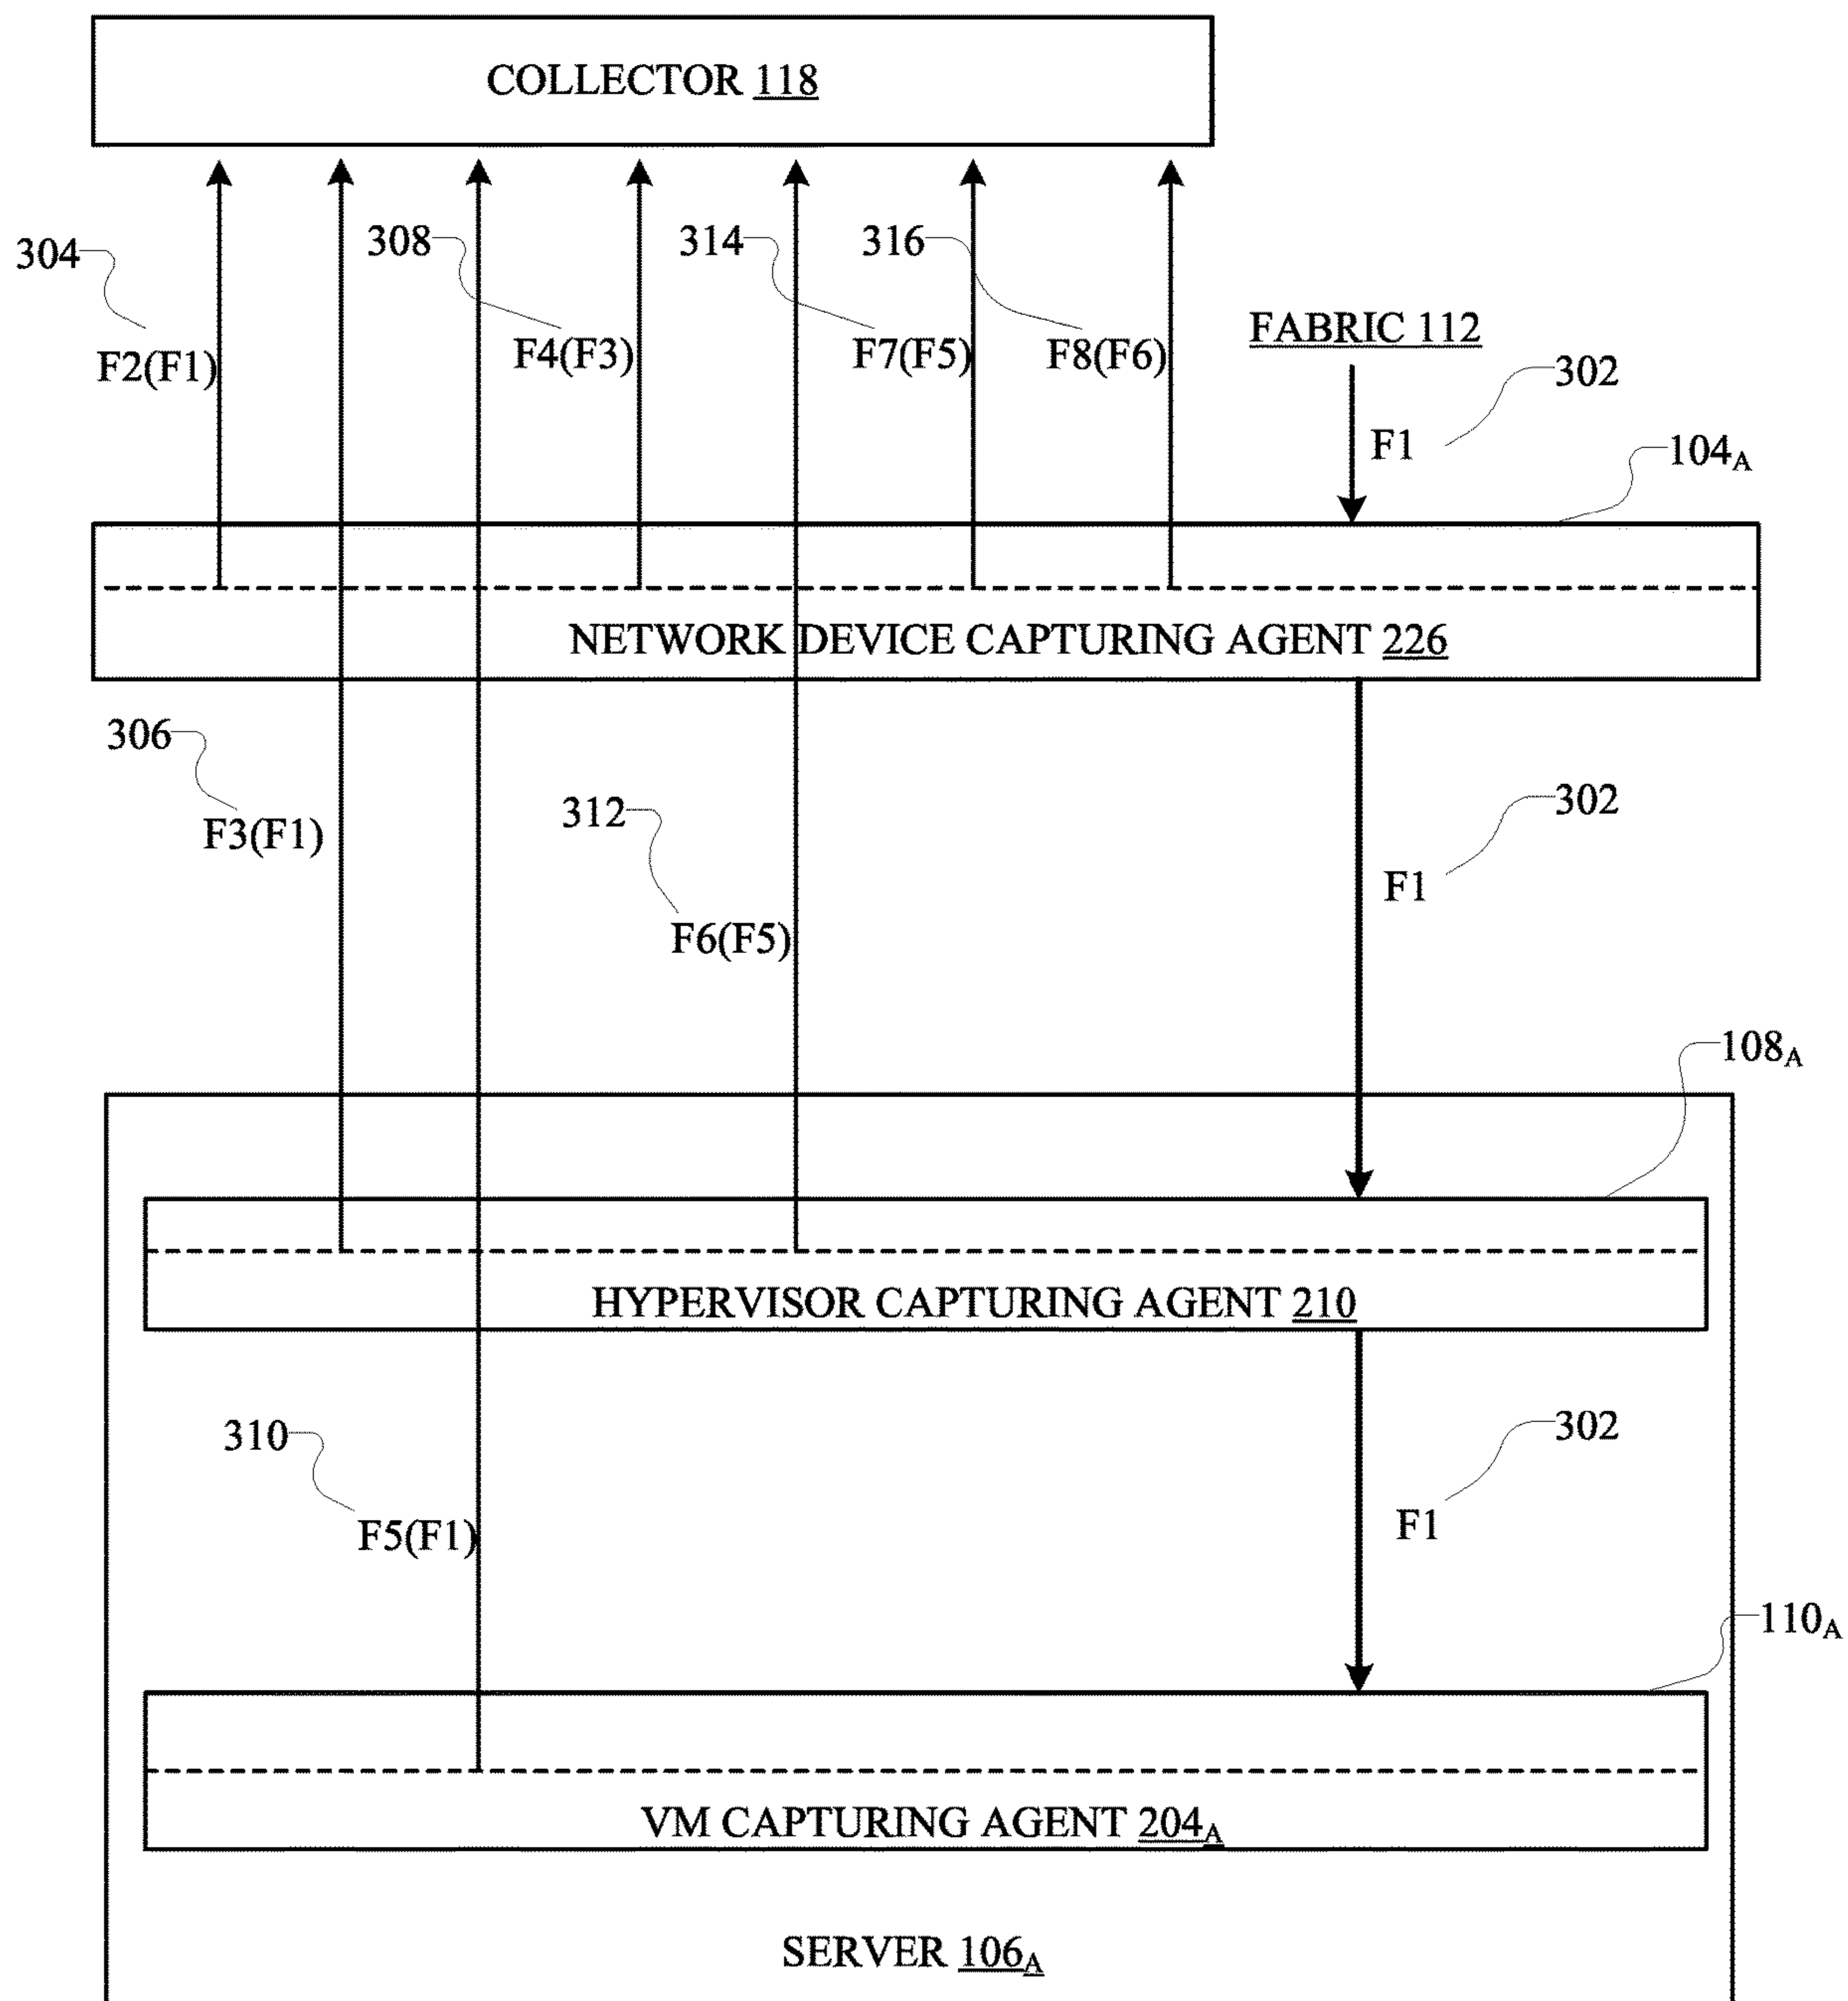 COLLECTOR 118
304
308
314
316
F2(F1)
F4(F3)
F7(F5)
F8(F6)
FABRIC 112
302
F1
104A
NETWORK DEVICE CAPTURING AGENT 226
306
F3(F1)
312
F6(F5)
302
F1
108A
HYPERVISOR CAPTURING AGENT 210
310
F5(F1)
302
F1
110A
VM CAPTURING AGENT 204A
SERVER 106A